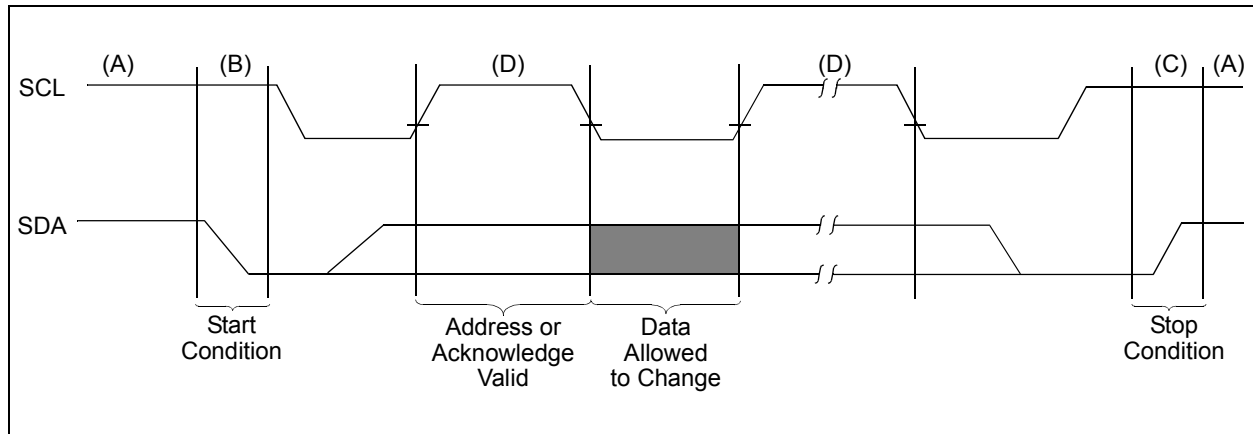 (A) (B) (D) (D) (C) (A)
SCL
SDA
Start
Condition
Address or
Acknowledge
Valid
Data
Allowed
to Change
Stop
Condition